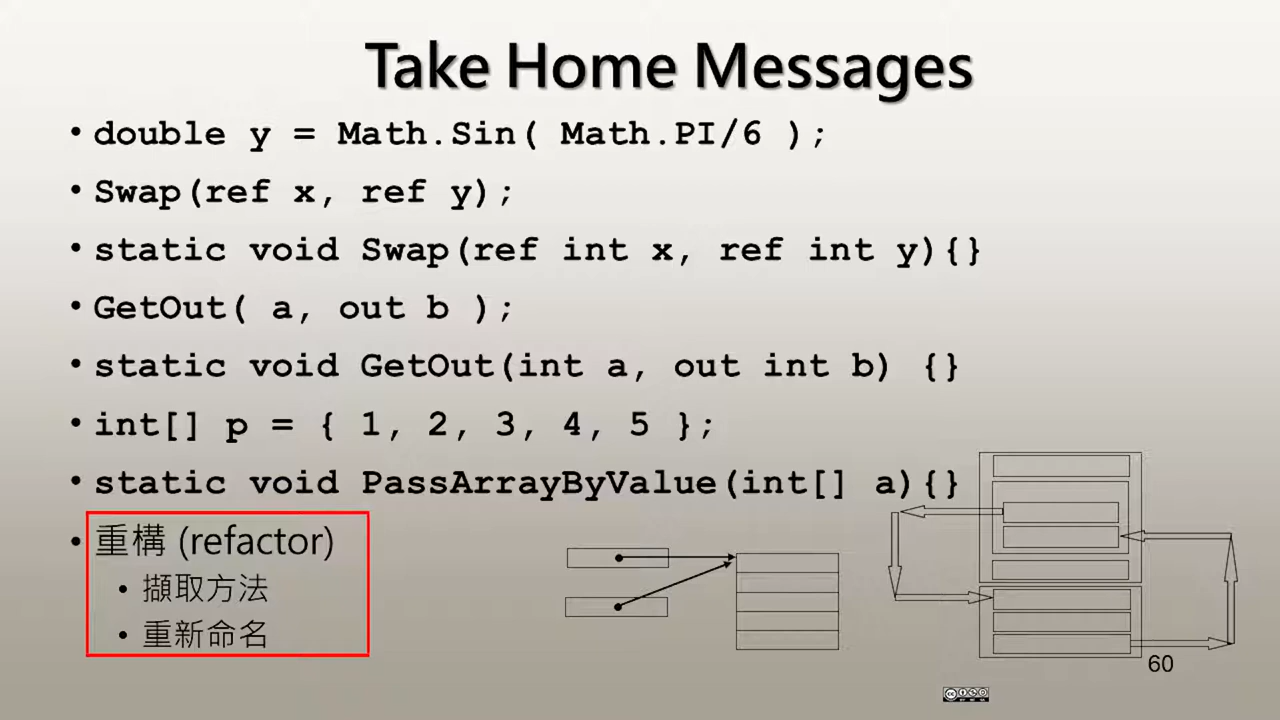 Take Home Messages
• double y = Math.Sin( Math.PI/6 );
• Swap(ref x, ref y);
• static void Swap(ref int x, ref int y){}
• GetOut( a, out b );
• static void GetOut(int a, out int b) {}
• int[] p = { 1, 2, 3, 4, 5 };
• static void PassArrayByValue(int[] a){}
• 重構 (refactor)
• 擷取方法
• 重新命名
60